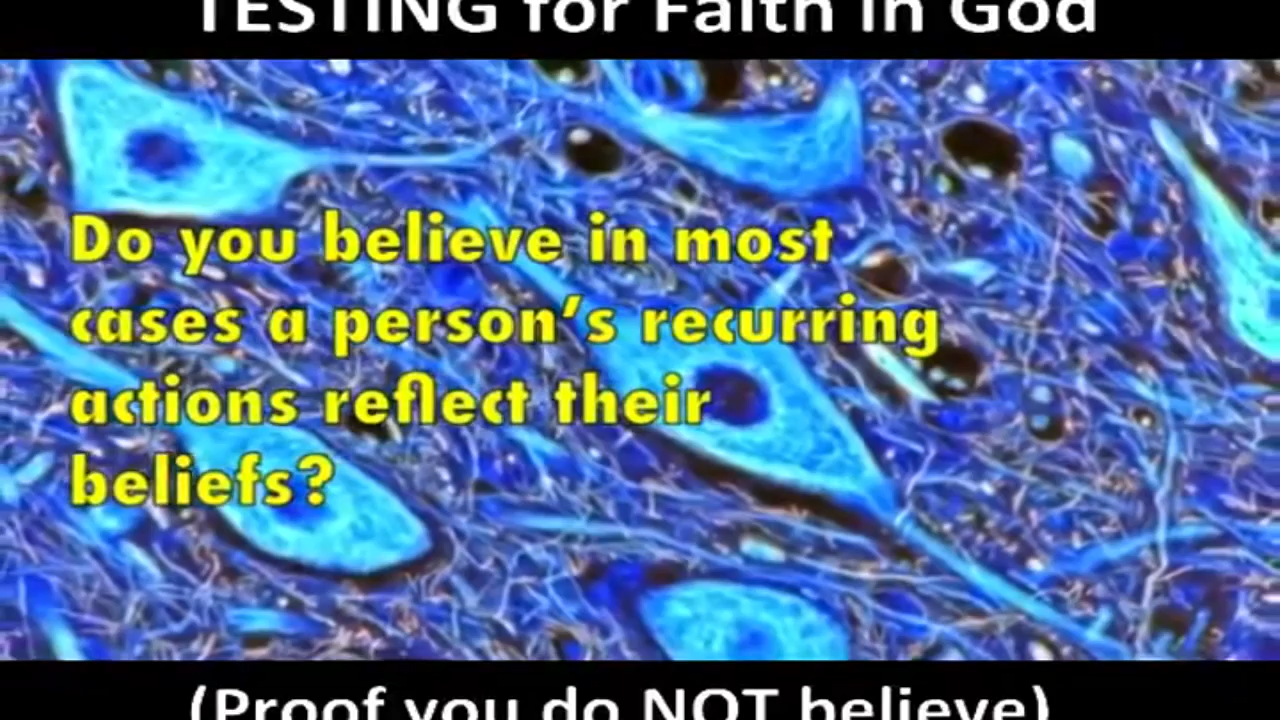 TESTING for Faith in God
Do you believe in most
cases a person's recurring
actions reflect their
beliefs?
(Proof you do NOT believe)